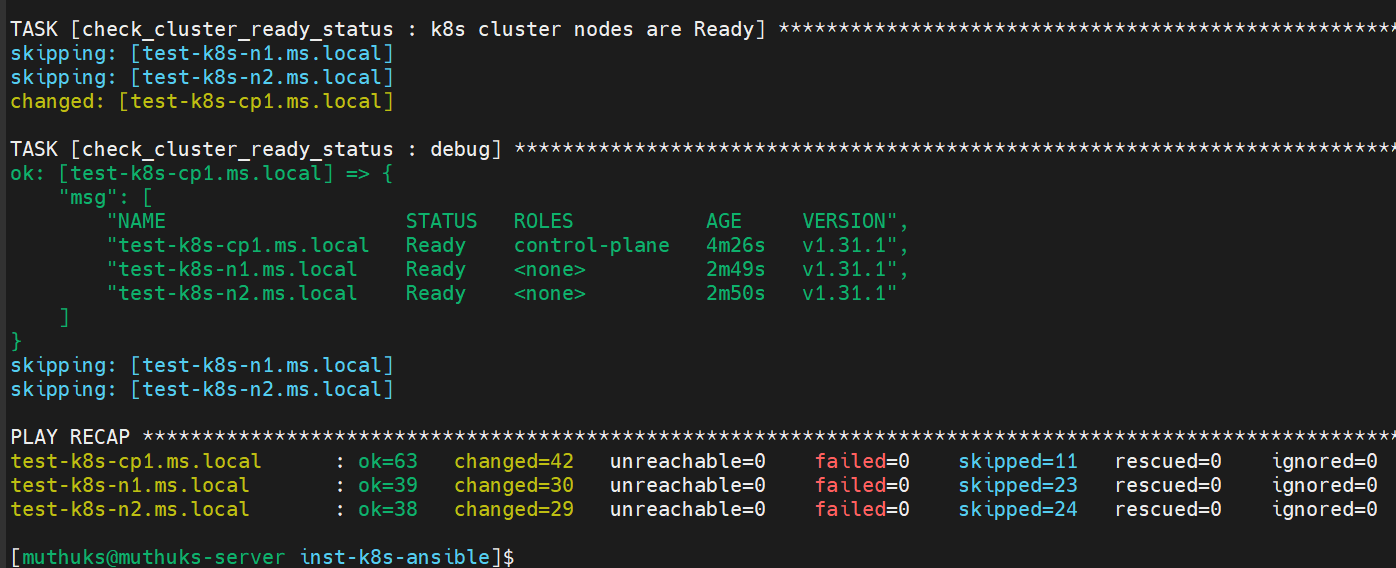 TASK [check_cluster_ready_status : k8s cluster nodes are Ready] ****************************************************
skipping: [test-k8s-n1.ms.local]
skipping: [test-k8s-n2.ms.local]
changed: [test-k8s-cp1.ms.local]
TASK [check_cluster_ready_status : debug] **************************************************************************
ok: [test-k8s-cp1.ms.local] => {
    "msg": [
        "NAME                    STATUS   ROLES           AGE     VERSION",
        "test-k8s-cp1.ms.local   Ready    control-plane   4m26s   v1.31.1",
        "test-k8s-n1.ms.local    Ready    <none>          2m49s   v1.31.1",
        "test-k8s-n2.ms.local    Ready    <none>          2m50s   v1.31.1"
    ]
}
skipping: [test-k8s-n1.ms.local]
skipping: [test-k8s-n2.ms.local]
PLAY RECAP *********************************************************************************************************
test-k8s-cp1.ms.local      : ok=63   changed=42   unreachable=0    failed=0    skipped=11   rescued=0    ignored=0
test-k8s-n1.ms.local       : ok=39   changed=30   unreachable=0    failed=0    skipped=23   rescued=0    ignored=0
test-k8s-n2.ms.local       : ok=38   changed=29   unreachable=0    failed=0    skipped=24   rescued=0    ignored=0
[muthuks@muthuks-server inst-k8s-ansible]$